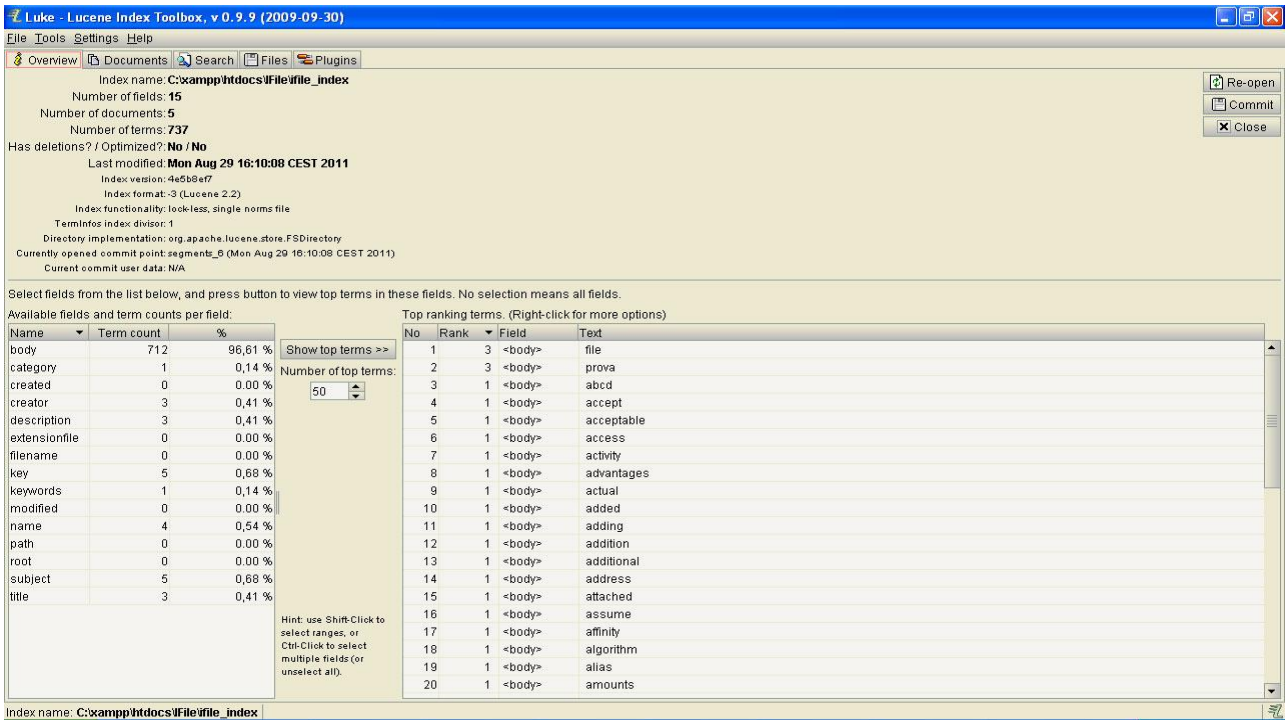 Luke - Lucene Index Toolbox, v 0.9.9 (2009-09-30)
File Tools Settings Help
Overview Documents Search Files Plugins
Index name: C:\xampp\htdocs\IFile\ifile_index
Re-open
Number of fields: 15
Number of documents: 5
Commit
Number of terms: 737
Close
Has deletions? / Optimized?: No / No
Last modified: Mon Aug 29 16:10:08 CEST 2011
Index version: 4e5b8ef7
Index format: -3 (Lucene 2.2)
Index functionality: lock-less, single norms file
TermInfos index divisor: 1
Directory implementation: org.apache.lucene.store.FSDirectory
Currently opened commit point: segments_6 (Mon Aug 29 16:10:08 CEST 2011)
Current commit user data: N/A
Select fields from the list below, and press button to view top terms in these fields. No selection means all fields.
Available fields and term counts per field:
Name Term count %
body 712 96,61 %
category 1 0,14 %
created 0 0.00 %
creator 3 0,41 %
description 3 0,41 %
extensionfile 0 0.00 %
filename 0 0.00 %
key 5 0,68 %
keywords 1 0,14 %
modified 0 0.00 %
name 4 0,54 %
path 0 0.00 %
root 0 0.00 %
subject 5 0,68 %
title 3 0,41 %
Show top terms >>
Number of top terms:
50
Hint: use Shift-Click to
select ranges, or
Ctrl-Click to select
multiple fields (or
unselect all).
Top ranking terms. (Right-click for more options)
No Rank Field Text
1 3 <body> file
2 3 <body> prova
3 1 <body> abcd
4 1 <body> accept
5 1 <body> acceptable
6 1 <body> access
7 1 <body> activity
8 1 <body> advantages
9 1 <body> actual
10 1 <body> added
11 1 <body> adding
12 1 <body> addition
13 1 <body> additional
14 1 <body> address
15 1 <body> attached
16 1 <body> assume
17 1 <body> affinity
18 1 <body> algorithm
19 1 <body> alias
20 1 <body> amounts
Index name: C:\xampp\htdocs\IFile\ifile_index